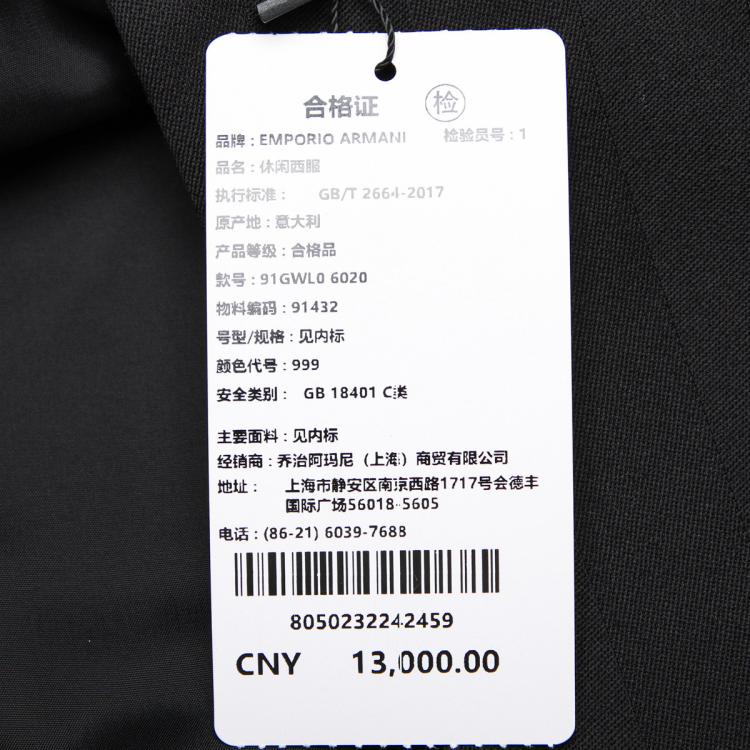 合格证 检
品牌：EMPORIO ARMANI 检验员号：1
品名：休闲西服
执行标准： GB/T 2664-2017
原产地：意大利
产品等级：合格品
款号：91GWL0 6020
物料编码：91432
号型/规格：见内标
颜色代号：999
安全类别： GB 18401 C类
主要面料：见内标
经销商：乔治阿玛尼（上海）商贸有限公司
地址： 上海市静安区南京西路1717号会德丰
国际广场5601&5605
电话：(86-21) 6039-7688
8050232242459
CNY 13,000.00